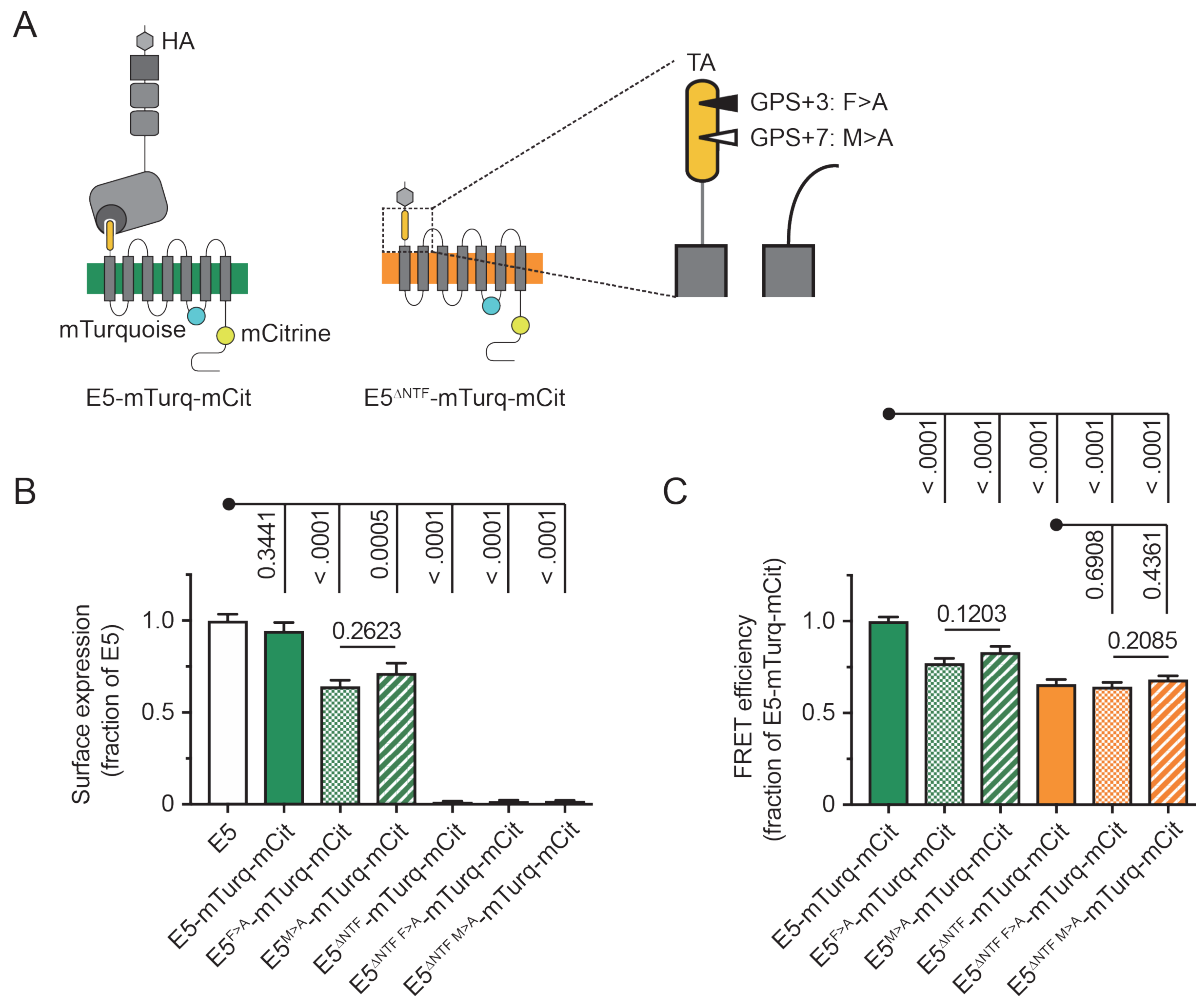 A
HA
mTurquoise
mCitrine
E5-mTurq-mCit
E5ΔNTF-mTurq-mCit
TA
GPS+3: F>A
GPS+7: M>A
B
0.3441
< .0001
0.0005
< .0001
< .0001
< .0001
0.2623
Surface expression
(fraction of E5)
1.0
0.5
0
E5
E5-mTurq-mCit
E5F>A-mTurq-mCit
E5M>A-mTurq-mCit
E5ΔNTF-mTurq-mCit
E5ΔNTF F>A-mTurq-mCit
E5ΔNTF M>A-mTurq-mCit
C
< .0001
< .0001
< .0001
< .0001
< .0001
0.6908
0.4361
0.1203
0.2085
FRET efficiency
(fraction of E5-mTurq-mCit)
1.0
0.5
0
E5-mTurq-mCit
E5F>A-mTurq-mCit
E5M>A-mTurq-mCit
E5ΔNTF-mTurq-mCit
E5ΔNTF F>A-mTurq-mCit
E5ΔNTF M>A-mTurq-mCit